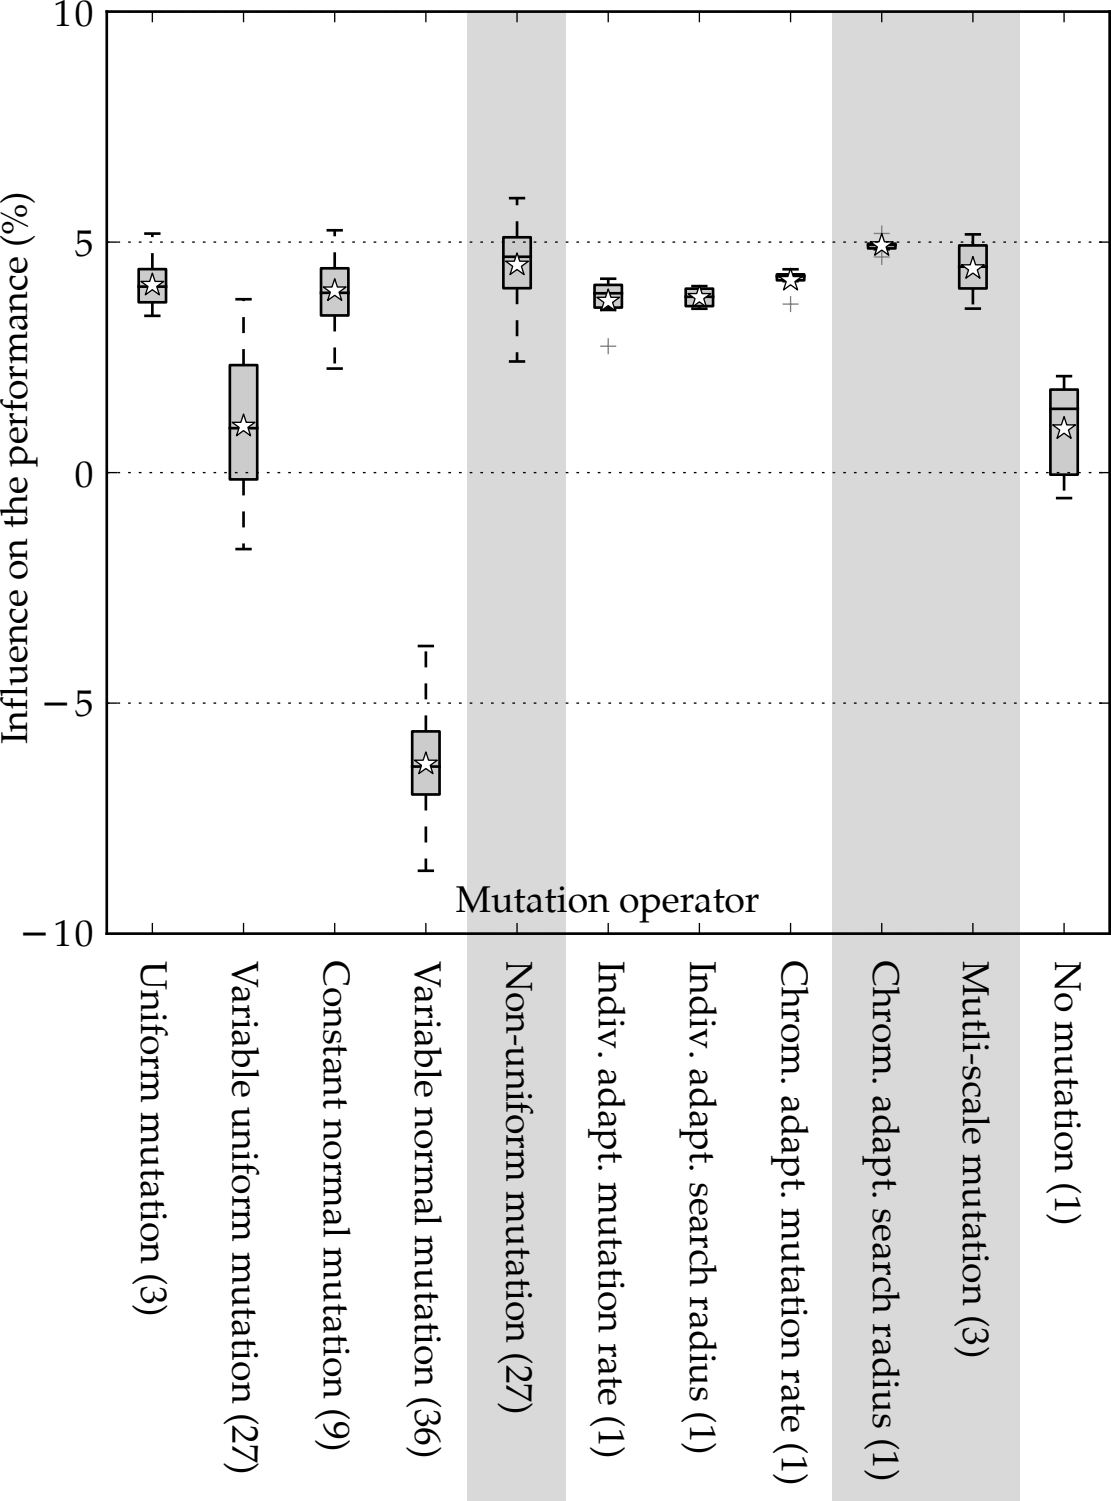 10
5
0
−5
−10
Influence on the performance (%)
Mutation operator
Uniform mutation (3)
Variable uniform mutation (27)
Constant normal mutation (9)
Variable normal mutation (36)
Non-uniform mutation (27)
Indiv. adapt. mutation rate (1)
Indiv. adapt. search radius (1)
Chrom. adapt. mutation rate (1)
Chrom. adapt. search radius (1)
Mutli-scale mutation (3)
No mutation (1)